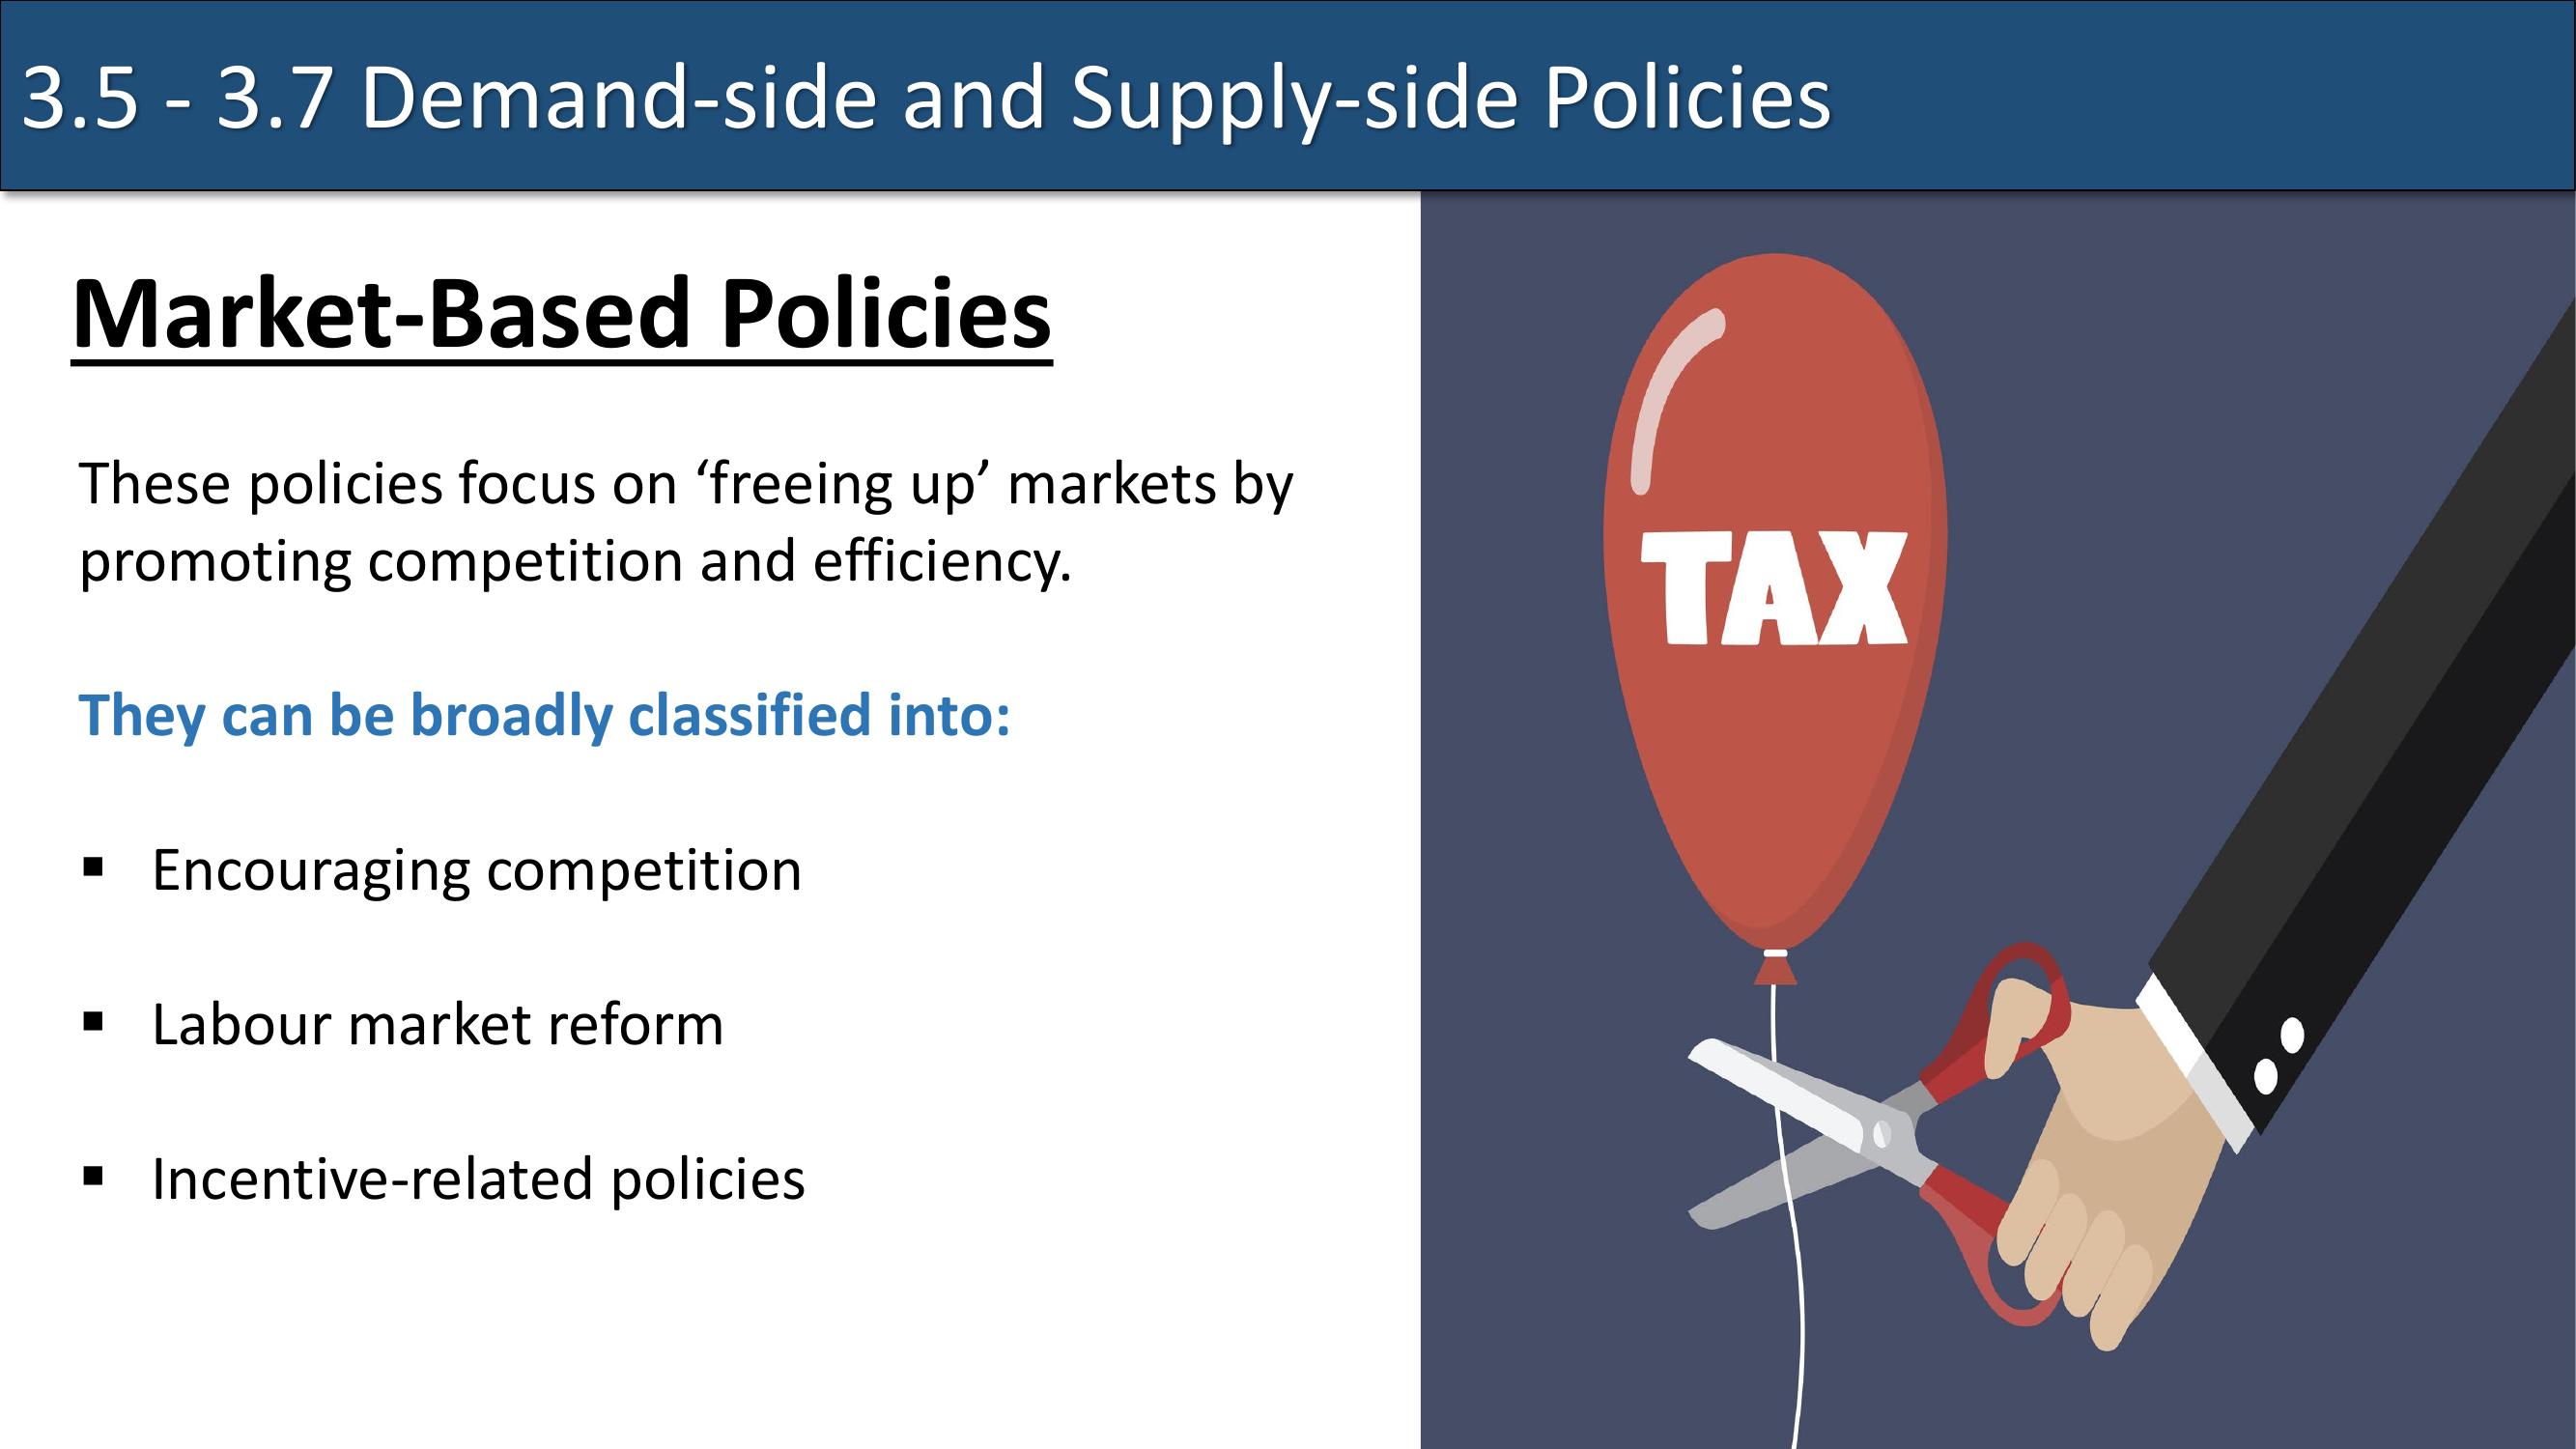 3.5 - 3.7 Demand-side and Supply-side Policies
Market-Based Policies
These policies focus on ‘freeing up’ markets by
promoting competition and efficiency.
They can be broadly classified into:
▪ Encouraging competition
▪ Labour market reform
▪ Incentive-related policies
TAX